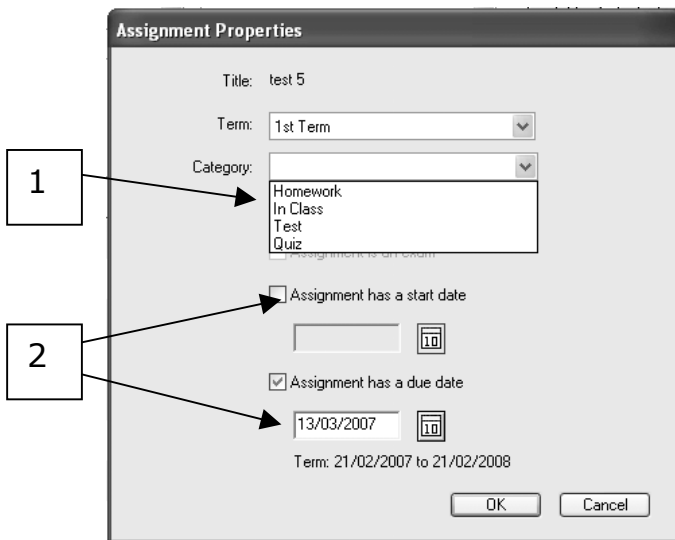 Assignment Properties
Title: test 5
Term: 1st Term
1
Category:
Homework
In Class
Test
Quiz
Assignment is an exam
Assignment has a start date
10
2
Assignment has a due date
13/03/2007
10
Term: 21/02/2007 to 21/02/2008
OK Cancel